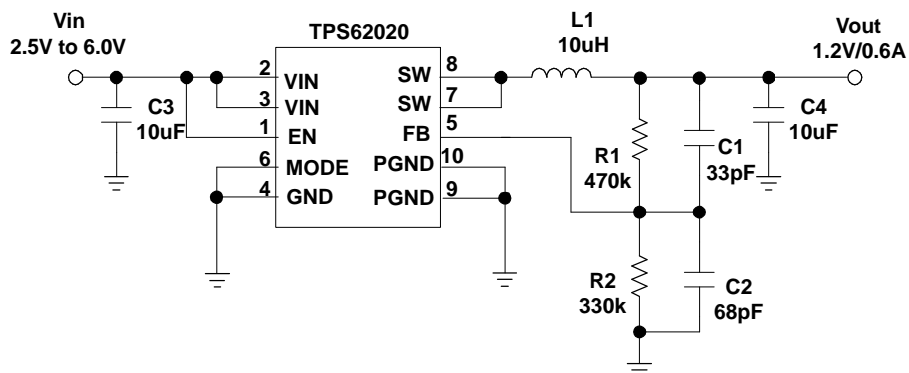 Vin
2.5V to 6.0V
TPS62020
L1
10uH
Vout
1.2V/0.6A
C3
10uF
2
VIN
3
VIN
1
EN
6
MODE
4
GND
SW
8
SW
7
FB
5
PGND
10
PGND
9
R1
470k
C1
33pF
C4
10uF
R2
330k
C2
68pF